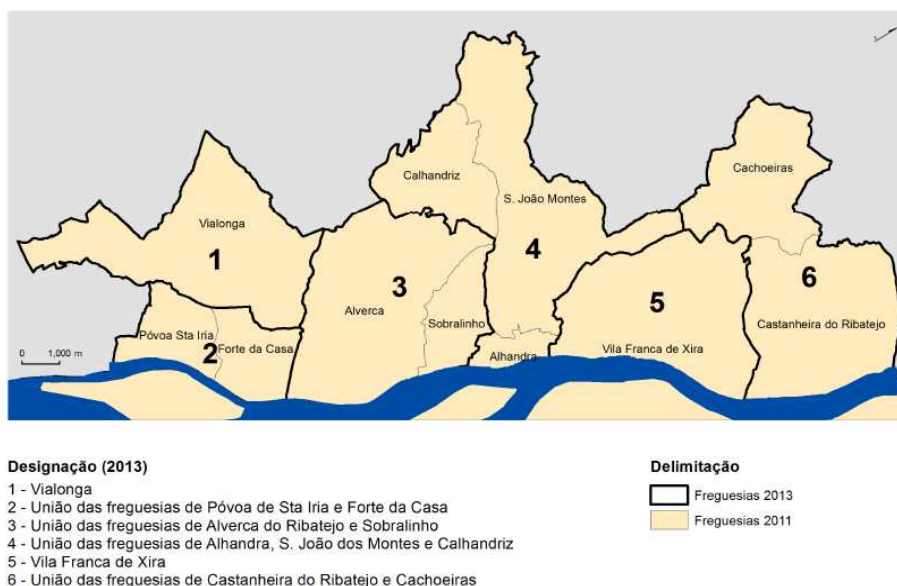 Cachoeiras
Calhandriz
S. João Montes
Vialonga
1
4
6
3
5
Alverca
Sobralinho
Castanheira do Ribatejo
Póvoa Sta Iria
Forte da Casa
2
Alhandra
Vila Franca de Xira
0 1,000 m
Designação (2013)
1 - Vialonga
2 - União das freguesias de Póvoa de Sta Iria e Forte da Casa
3 - União das freguesias de Alverca do Ribatejo e Sobralinho
4 - União das freguesias de Alhandra, S. João dos Montes e Calhandriz
5 - Vila Franca de Xira
6 - União das freguesias de Castanheira do Ribatejo e Cachoeiras
Delimitação
Freguesias 2013
Freguesias 2011